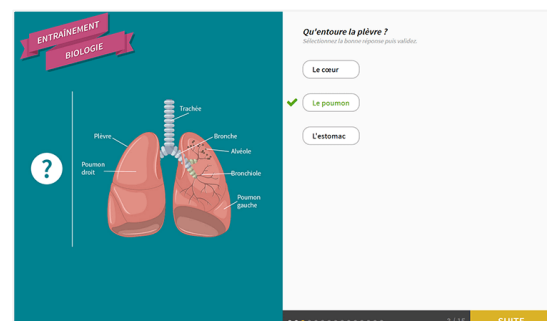 ENTRAÎNEMENT
BIOLOGIE
Trachée
Plèvre
Bronche
Alvéole
Poumon
droit
Bronchiole
Poumon
gauche
?
Qu'entoure la plèvre ?
Sélectionnez la bonne réponse puis validez.
Le cœur
Le poumon
L'estomac
SUITE